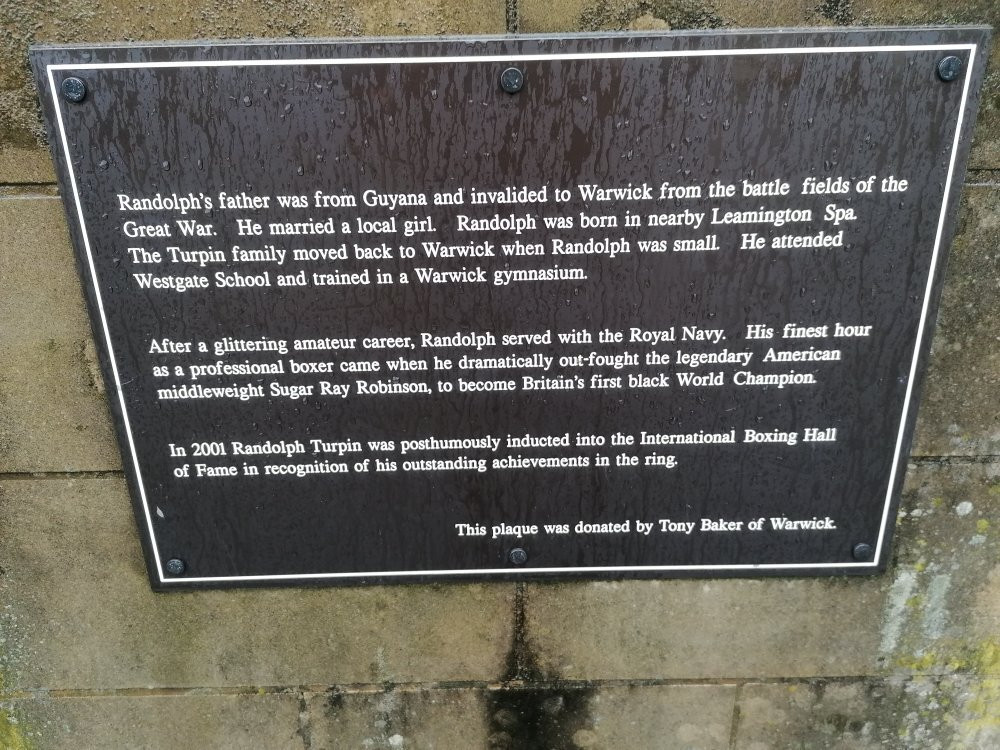 Randolph's father was from Guyana and invalided to Warwick from the battle fields of the
Great War. He married a local girl. Randolph was born in nearby Leamington Spa.
The Turpin family moved back to Warwick when Randolph was small. He attended
Westgate School and trained in a Warwick gymnasium.
After a glittering amateur career, Randolph served with the Royal Navy. His finest hour
as a professional boxer came when he dramatically out-fought the legendary American
middleweight Sugar Ray Robinson, to become Britain's first black World Champion.
In 2001 Randolph Turpin was posthumously inducted into the International Boxing Hall
of Fame in recognition of his outstanding achievements in the ring.
This plaque was donated by Tony Baker of Warwick.